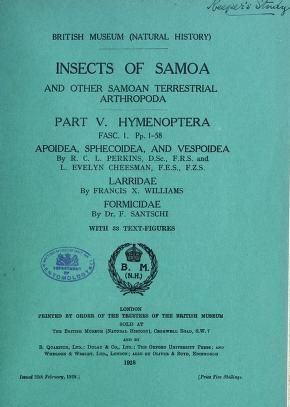 Keeper's Study
BRITISH MUSEUM (NATURAL HISTORY)
INSECTS OF SAMOA
AND OTHER SAMOAN TERRESTRIAL
ARTHROPODA
PART V. HYMENOPTERA
FASC. 1. Pp. 1-58
APOIDEA, SPHECOIDEA, AND VESPOIDEA
By R. C. L. PERKINS, D.Sc., F.R.S. and
L. EVELYN CHEESMAN, F.E.S., F.Z.S.
LARRIDAE
By FRANCIS X. WILLIAMS
FORMICIDAE
By Dr. F. SANTSCHI
WITH 33 TEXT-FIGURES
DEPARTMENT
B. M.
(N.H.)
LONDON
PRINTED BY ORDER OF THE TRUSTEES OF THE BRITISH MUSEUM
SOLD AT
THE BRITISH MUSEUM (NATURAL HISTORY), CROMWELL ROAD, S.W. 7
AND BY
B. QUARITCH, LTD.; DULAU & CO., LTD.; THE OXFORD UNIVERSITY PRESS; AND
WHELDON & WESLEY, LTD., LONDON; ALSO BY OLIVER & BOYD, EDINBURGH
1928
Issued 25th February, 1928.] [Price Five Shillings.